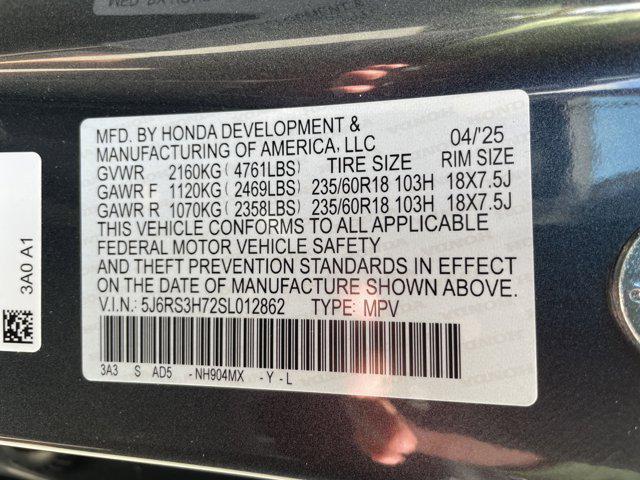 MFD. BY HONDA DEVELOPMENT & 04/'25
MANUFACTURING OF AMERICA, LLC
GVWR 2160KG (4761LBS) TIRE SIZE RIM SIZE
GAWR F 1120KG (2469LBS) 235/60R18 103H 18X7.5J
GAWR R 1070KG (2358LBS) 235/60R18 103H 18X7.5J
THIS VEHICLE CONFORMS TO ALL APPLICABLE
FEDERAL MOTOR VEHICLE SAFETY
AND THEFT PREVENTION STANDARDS IN EFFECT
ON THE DATE OF MANUFACTURE SHOWN ABOVE.
V.I.N.: 5J6RS3H72SL012862 TYPE: MPV
3A3 S AD5 -NH904MX -Y-L
3A0 A1